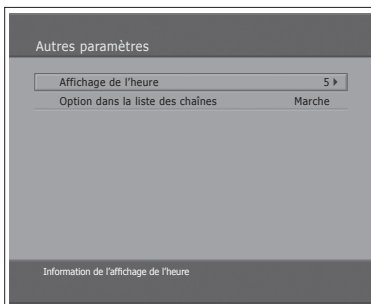 Autres paramètres
Affichage de l'heure 5
Option dans la liste des chaînes Marche
Information de l'affichage de l'heure